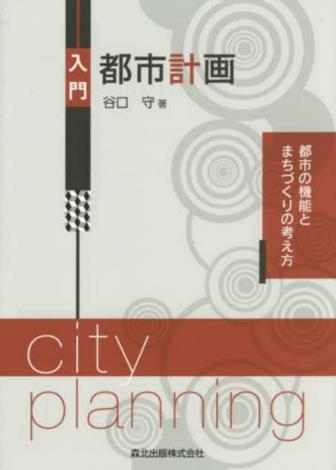 入門
都市計画
谷口 守 著
都市の機能と
まちづくりの考え方
city
planning
森北出版株式会社